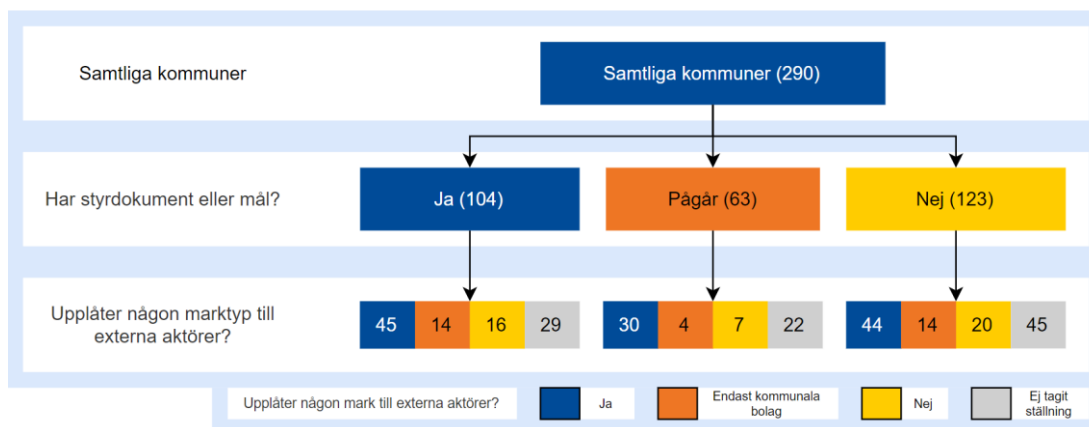 Samtliga kommuner
Samtliga kommuner (290)
Har styrdokument eller mål?
Ja (104)
Pågår (63)
Nej (123)
Upplåter någon marktyp till
externa aktörer?
45 14 16 29
30 4 7 22
44 14 20 45
Upplåter någon mark till externa aktörer?
Ja
Endast kommunala
bolag
Nej
Ej tagit
ställning